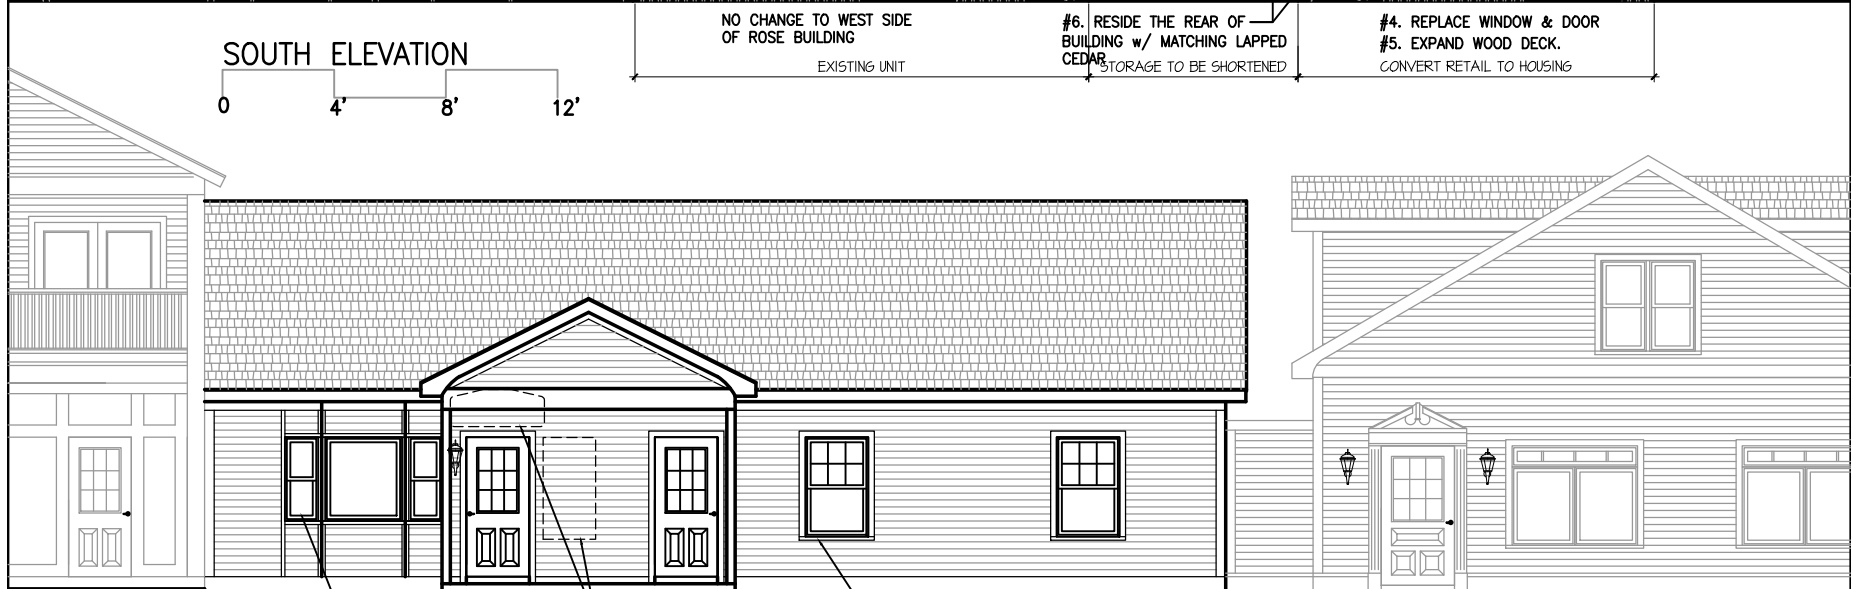 SOUTH ELEVATION
0 4' 8' 12'
NO CHANGE TO WEST SIDE
OF ROSE BUILDING
EXISTING UNIT
#6. RESIDE THE REAR OF
BUILDING w/ MATCHING LAPPED
CEDAR
STORAGE TO BE SHORTENED
#4. REPLACE WINDOW & DOOR
#5. EXPAND WOOD DECK.
CONVERT RETAIL TO HOUSING